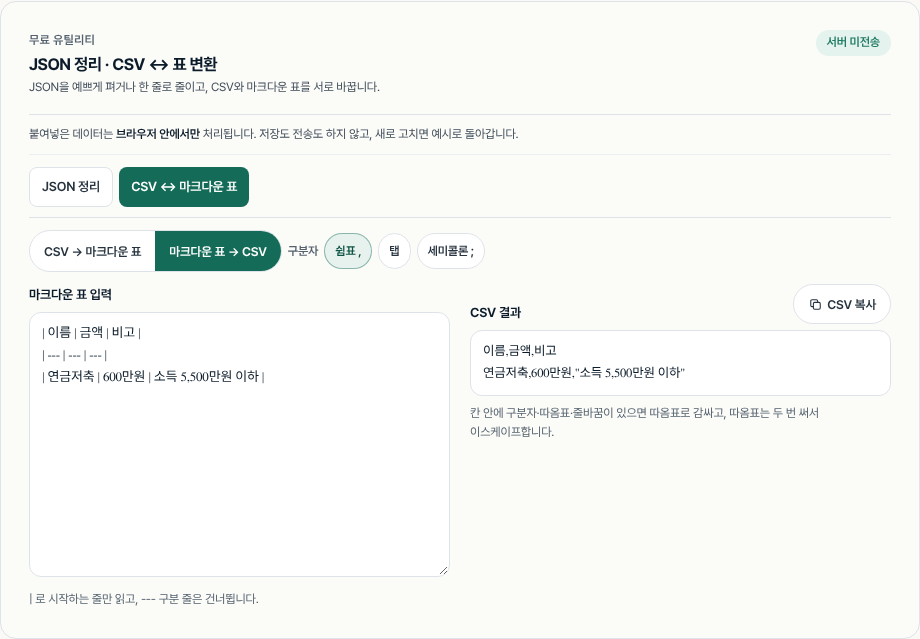 무료 유틸리티
서버 미전송
JSON 정리 · CSV ↔ 표 변환
JSON을 예쁘게 펴거나 한 줄로 줄이고, CSV와 마크다운 표를 서로 바꿉니다.
붙여넣은 데이터는 브라우저 안에서만 처리됩니다. 저장도 전송도 하지 않고, 새로 고치면 예시로 돌아갑니다.
JSON 정리
CSV ↔ 마크다운 표
CSV → 마크다운 표
마크다운 표 → CSV
구분자
쉼표 ,
탭
세미콜론 ;
마크다운 표 입력
| 이름 | 금액 | 비고 |
| --- | --- | --- |
| 연금저축 | 600만원 | 소득 5,500만원 이하 |
| 로 시작하는 줄만 읽고, --- 구분 줄은 건너뜁니다.
CSV 결과
CSV 복사
이름,금액,비고
연금저축,600만원,"소득 5,500만원 이하"
칸 안에 구분자·따옴표·줄바꿈이 있으면 따옴표로 감싸고, 따옴표는 두 번 써서
이스케이프합니다.